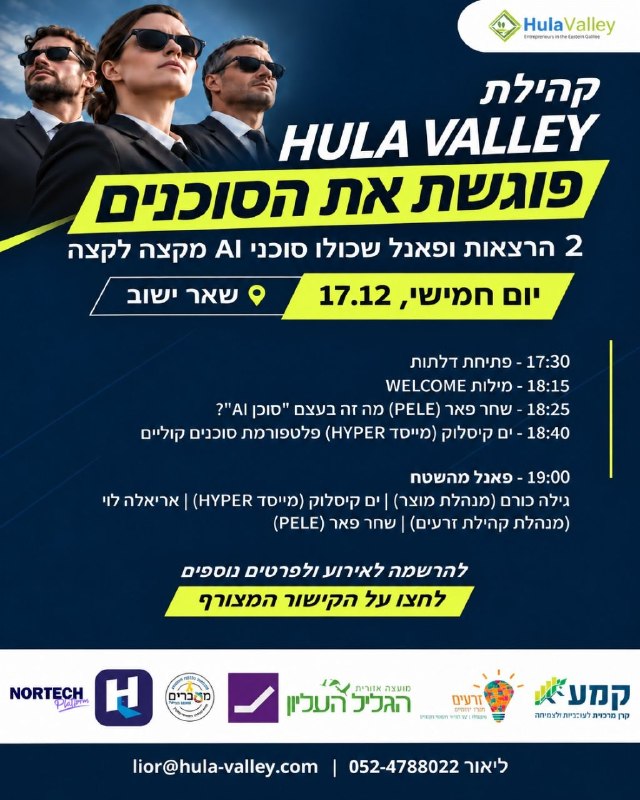 HulaValley
Entrepreneurs in the Eastern Galilee
קהילת
HULA VALLEY
פוגשת את הסוכנים
2 הרצאות ופאנל שכולו סוכני AI מקצה לקצה
יום חמישי, 17.12
שאר ישוב
17:30 - פתיחת דלתות
18:15 - מילות WELCOME
18:25 - שחר פאר (PELE) מה זה בעצם "סוכן AI"?
18:40 - ים קיסלוק (מייסד HYPER) פלטפורמת סוכנים קוליים
19:00 - פאנל מהשטח
גילה כורם (מנהלת מוצר) | ים קיסלוק (מייסד HYPER) | אריאלה לוי
(מנהלת קהילת זרעים) | שחר פאר (PELE)
להרשמה לאירוע ולפרטים נוספים
לחצו על הקישור המצורף
NORTECH
Platform
H
מחברים
מועצה אזורית
הגליל העליון
זרעים
קמע
קרן מרכזית לעוגביות ולצמיחה
ליאור 052-4788022 | lior@hula-valley.com